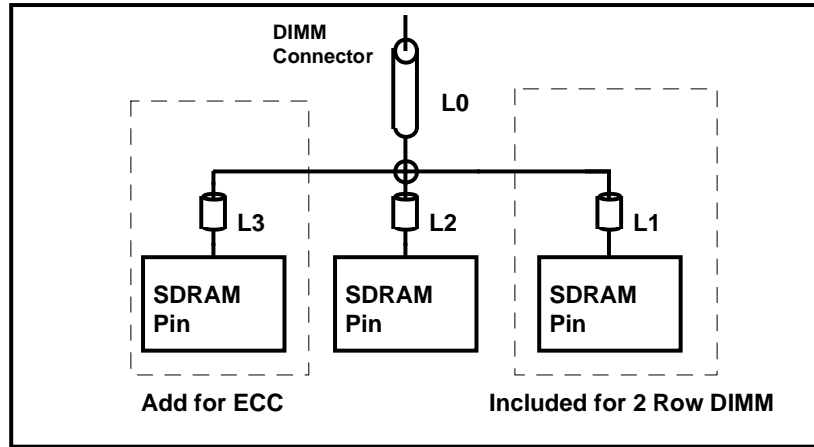 DIMM
Connector
L0
L3
L2
L1
SDRAM
Pin
SDRAM
Pin
SDRAM
Pin
Add for ECC
Included for 2 Row DIMM